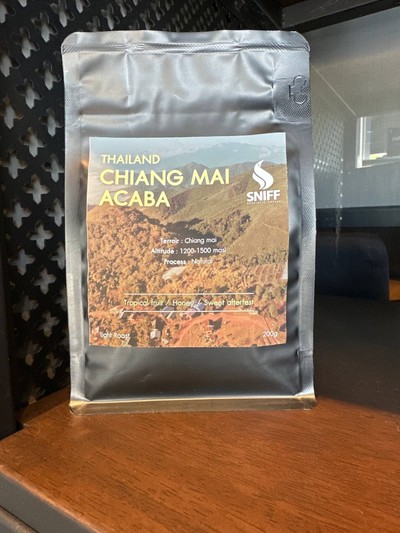 THAILAND
CHIANG MAI
ACABA
SNIFF
Terroir : Chiang mai
Altitude : 1200-1500 masl
Process : Natural
Tropical fruit / Honey / Sweet aftertest
Light Roast
200g